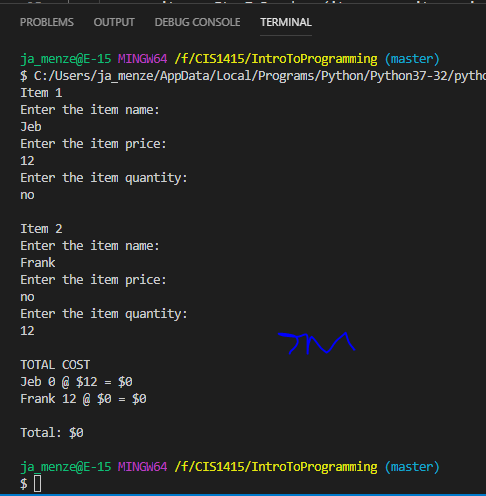 PROBLEMS OUTPUT DEBUG CONSOLE TERMINAL
ja_menze@E-15 MINGW64 /f/CIS1415/IntroToProgramming (master)
$ C:/Users/ja_menze/AppData/Local/Programs/Python/Python37-32/pytho
Item 1
Enter the item name:
Jeb
Enter the item price:
12
Enter the item quantity:
no
Item 2
Enter the item name:
Frank
Enter the item price:
no
Enter the item quantity:
12
TOTAL COST
Jeb 0 @ $12 = $0
Frank 12 @ $0 = $0
Total: $0
ja_menze@E-15 MINGW64 /f/CIS1415/IntroToProgramming (master)
$